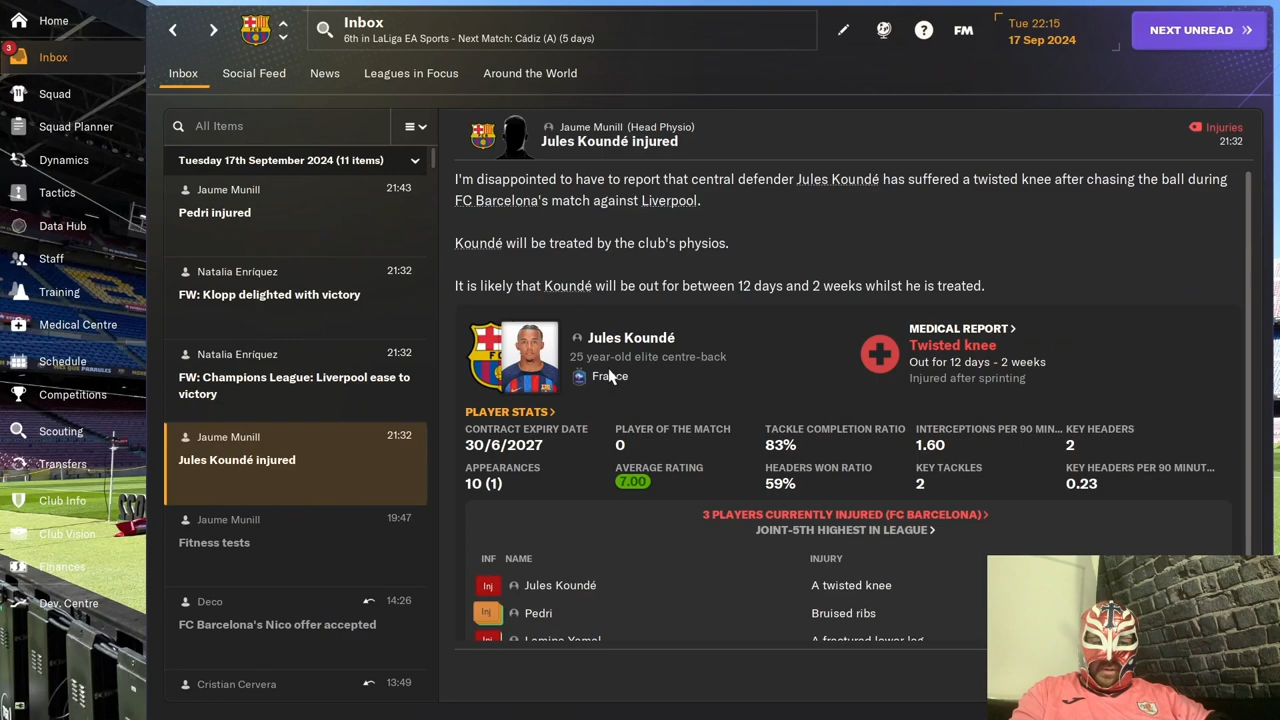 Home
3
Inbox
Squad
Squad Planner
Dynamics
Tactics
Data Hub
Staff
Training
Medical Centre
Schedule
Competitions
Scouting
Transfers
Club Info
Club Vision
Finances
Dev. Centre
Inbox
6th in LaLiga EA Sports - Next Match: Cádiz (A) (5 days)
FM
Tue 22:15
17 Sep 2024
NEXT UNREAD
Inbox Social Feed News Leagues in Focus Around the World
All Items
Tuesday 17th September 2024 (11 items)
Jaume Munill 21:43
Pedri injured
Natalia Enríquez 21:32
FW: Klopp delighted with victory
Natalia Enríquez 21:32
FW: Champions League: Liverpool ease to
victory
Jaume Munill 21:32
Jules Koundé injured
Jaume Munill 19:47
Fitness tests
Deco 14:26
FC Barcelona's Nico offer accepted
Cristian Cervera 13:49
Jaume Munill (Head Physio)
Jules Koundé injured
Injuries
21:32
I'm disappointed to have to report that central defender Jules Koundé has suffered a twisted knee after chasing the ball during
FC Barcelona's match against Liverpool.
Koundé will be treated by the club's physios.
It is likely that Koundé will be out for between 12 days and 2 weeks whilst he is treated.
Jules Koundé
25 year-old elite centre-back
France
MEDICAL REPORT >
Twisted knee
Out for 12 days - 2 weeks
Injured after sprinting
PLAYER STATS >
CONTRACT EXPIRY DATE PLAYER OF THE MATCH TACKLE COMPLETION RATIO INTERCEPTIONS PER 90 MIN... KEY HEADERS
30/6/2027 0 83% 1.60 2
APPEARANCES AVERAGE RATING HEADERS WON RATIO KEY TACKLES KEY HEADERS PER 90 MINUT...
10 (1) 7.00 59% 2 0.23
3 PLAYERS CURRENTLY INJURED (FC BARCELONA) >
JOINT-5TH HIGHEST IN LEAGUE >
INF NAME INJURY
Inj Jules Koundé A twisted knee
Inj Pedri Bruised ribs
Inj Lamine Yamal A fractured lower leg